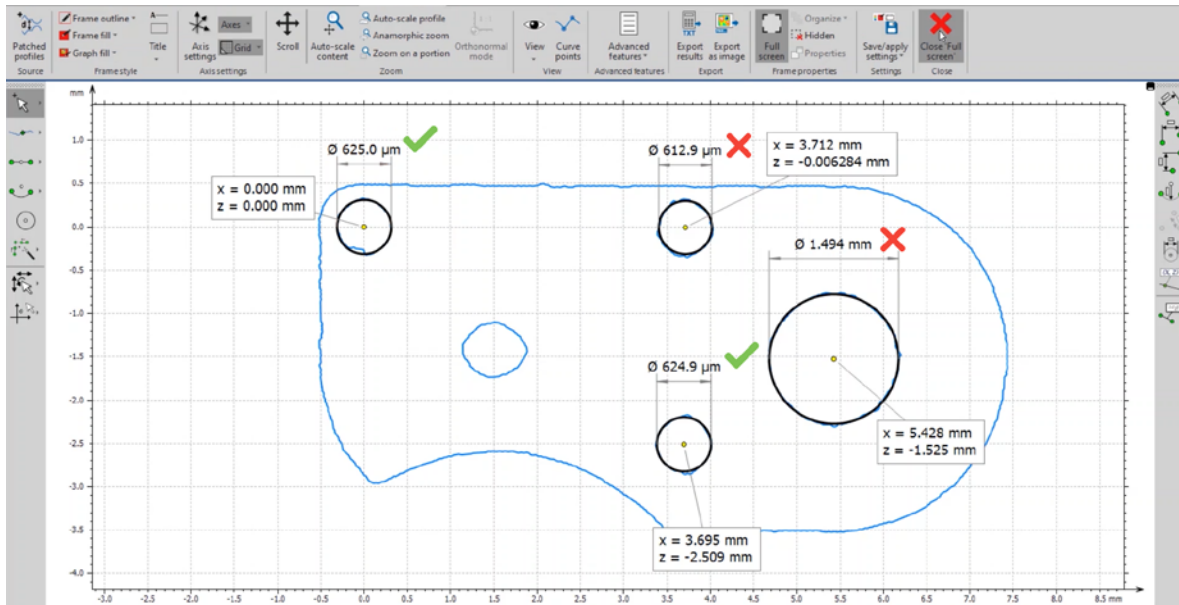 Patched
profiles
Source
Frame outline
Frame fill
Graph fill
Title
Frame style
Axis
settings
Axes
Grid
Axis settings
Scroll
Auto-scale
content
Auto-scale profile
Anamorphic zoom
Zoom on a portion
Orthonormal
mode
Zoom
View
Curve
points
View
Advanced
features
Advanced features
TXT
Export
results
Export
as image
Export
Full
screen
Organize
Hidden
Properties
Frame properties
Save/apply
settings
Settings
Close 'Full
screen'
Close
mm
1.0
0.5
0.0
-0.5
-1.0
-1.5
-2.0
-2.5
-3.0
-3.5
-4.0
Ø 625.0 µm
x = 0.000 mm
z = 0.000 mm
Ø 612.9 µm
x = 3.712 mm
z = -0.006284 mm
Ø 1.494 mm
x = 5.428 mm
z = -1.525 mm
Ø 624.9 µm
x = 3.695 mm
z = -2.509 mm
-3.0 -2.5 -2.0 -1.5 -1.0 -0.5 0.0 0.5 1.0 1.5 2.0 2.5 3.0 3.5 4.0 4.5 5.0 5.5 6.0 6.5 7.0 7.5 8.0 8.5 mm